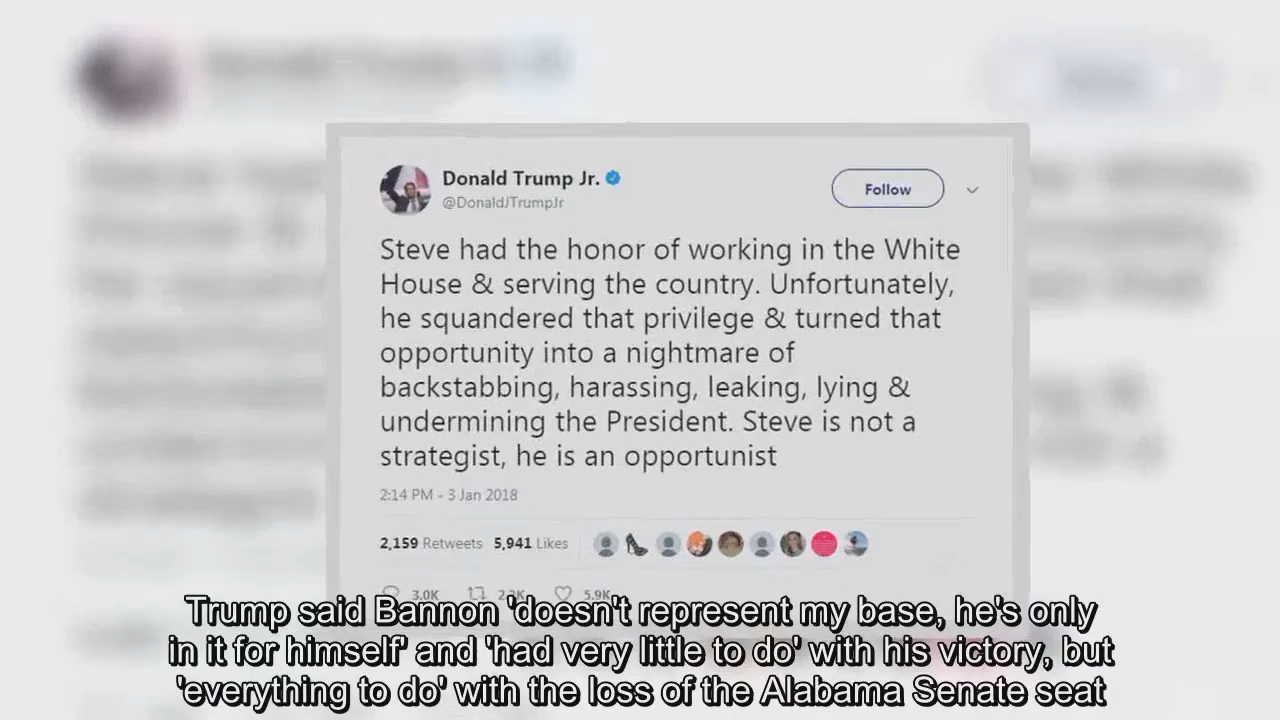 Donald Trump Jr.
@DonaldJTrumpJr
Follow
Steve had the honor of working in the White
House & serving the country. Unfortunately,
he squandered that privilege & turned that
opportunity into a nightmare of
backstabbing, harassing, leaking, lying &
undermining the President. Steve is not a
strategist, he is an opportunist
2:14 PM - 3 Jan 2018
2,159 Retweets 5,941 Likes
3.0K 5.9K
Trump said Bannon 'doesn't represent my base, he's only
in it for himself' and 'had very little to do' with his victory, but
'everything to do' with the loss of the Alabama Senate seat